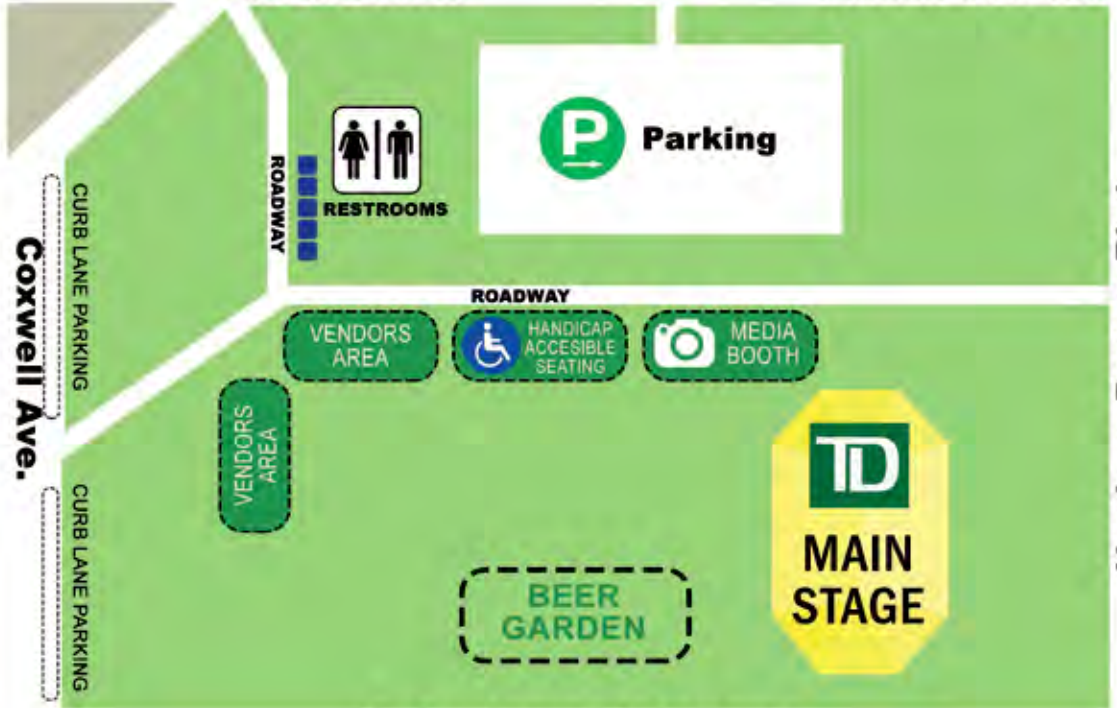 P
Parking
RESTROOMS
ROADWAY
CURB LANE PARKING
Coxwell Ave.
ROADWAY
VENDORS
AREA
HANDICAP
ACCESIBLE
SEATING
MEDIA
BOOTH
VENDORS
AREA
TD
MAIN
STAGE
CURB LANE PARKING
BEER
GARDEN